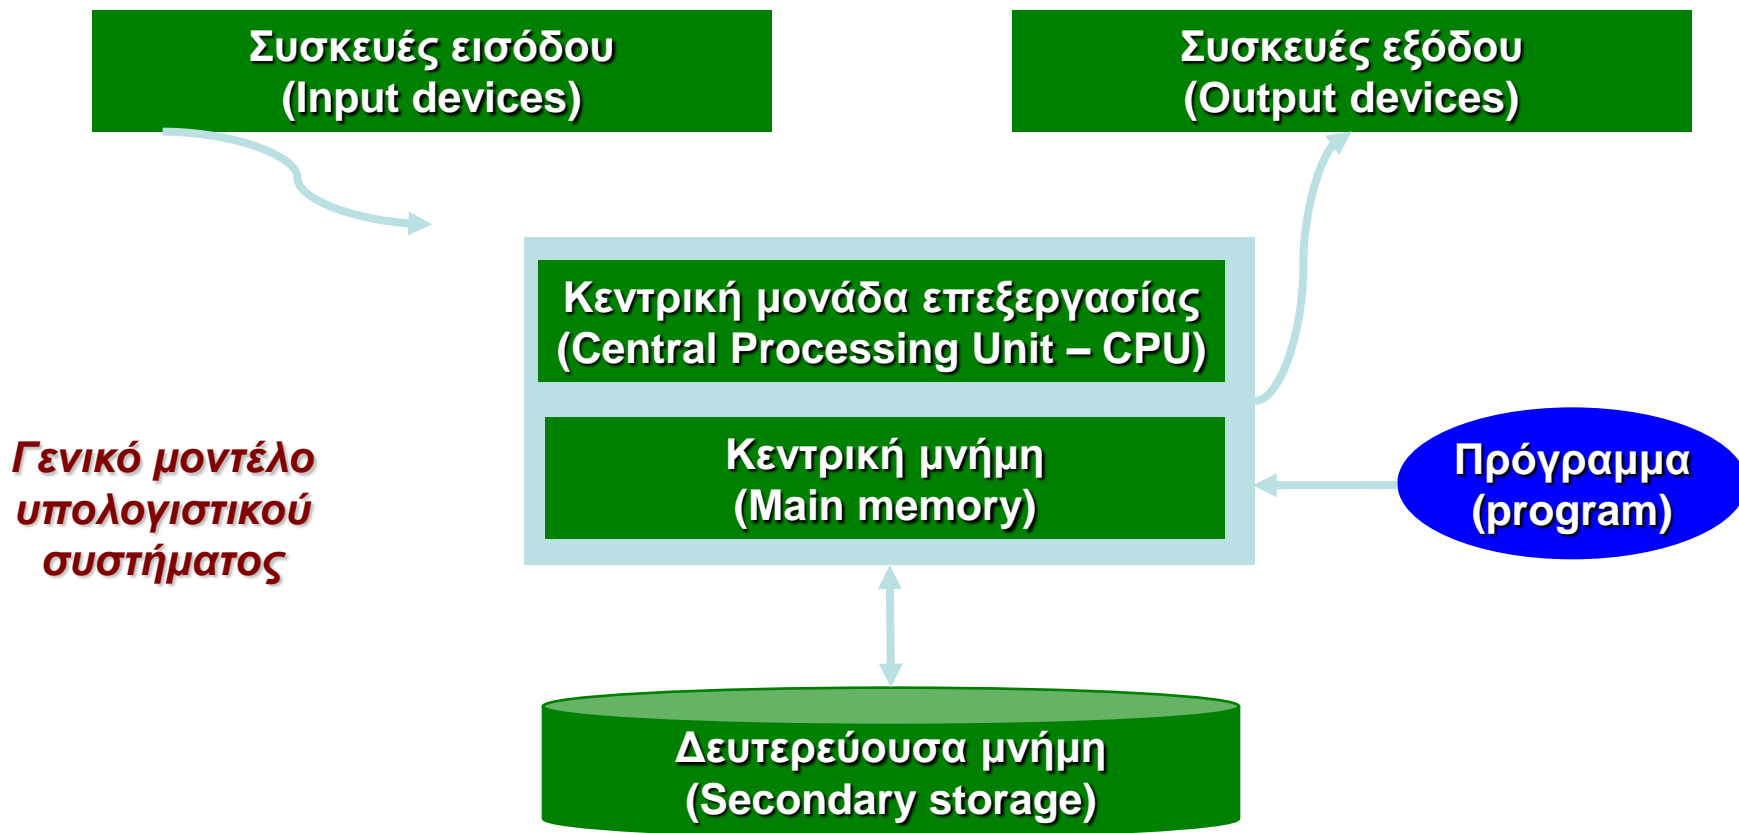 Συσκευές εισόδου
(Input devices)
Συσκευές εξόδου
(Output devices)
Κεντρική μονάδα επεξεργασίας
(Central Processing Unit – CPU)
Κεντρική μνήμη
(Main memory)
Γενικό μοντέλο
υπολογιστικού
συστήματος
Πρόγραμμα
(program)
Δευτερεύουσα μνήμη
(Secondary storage)